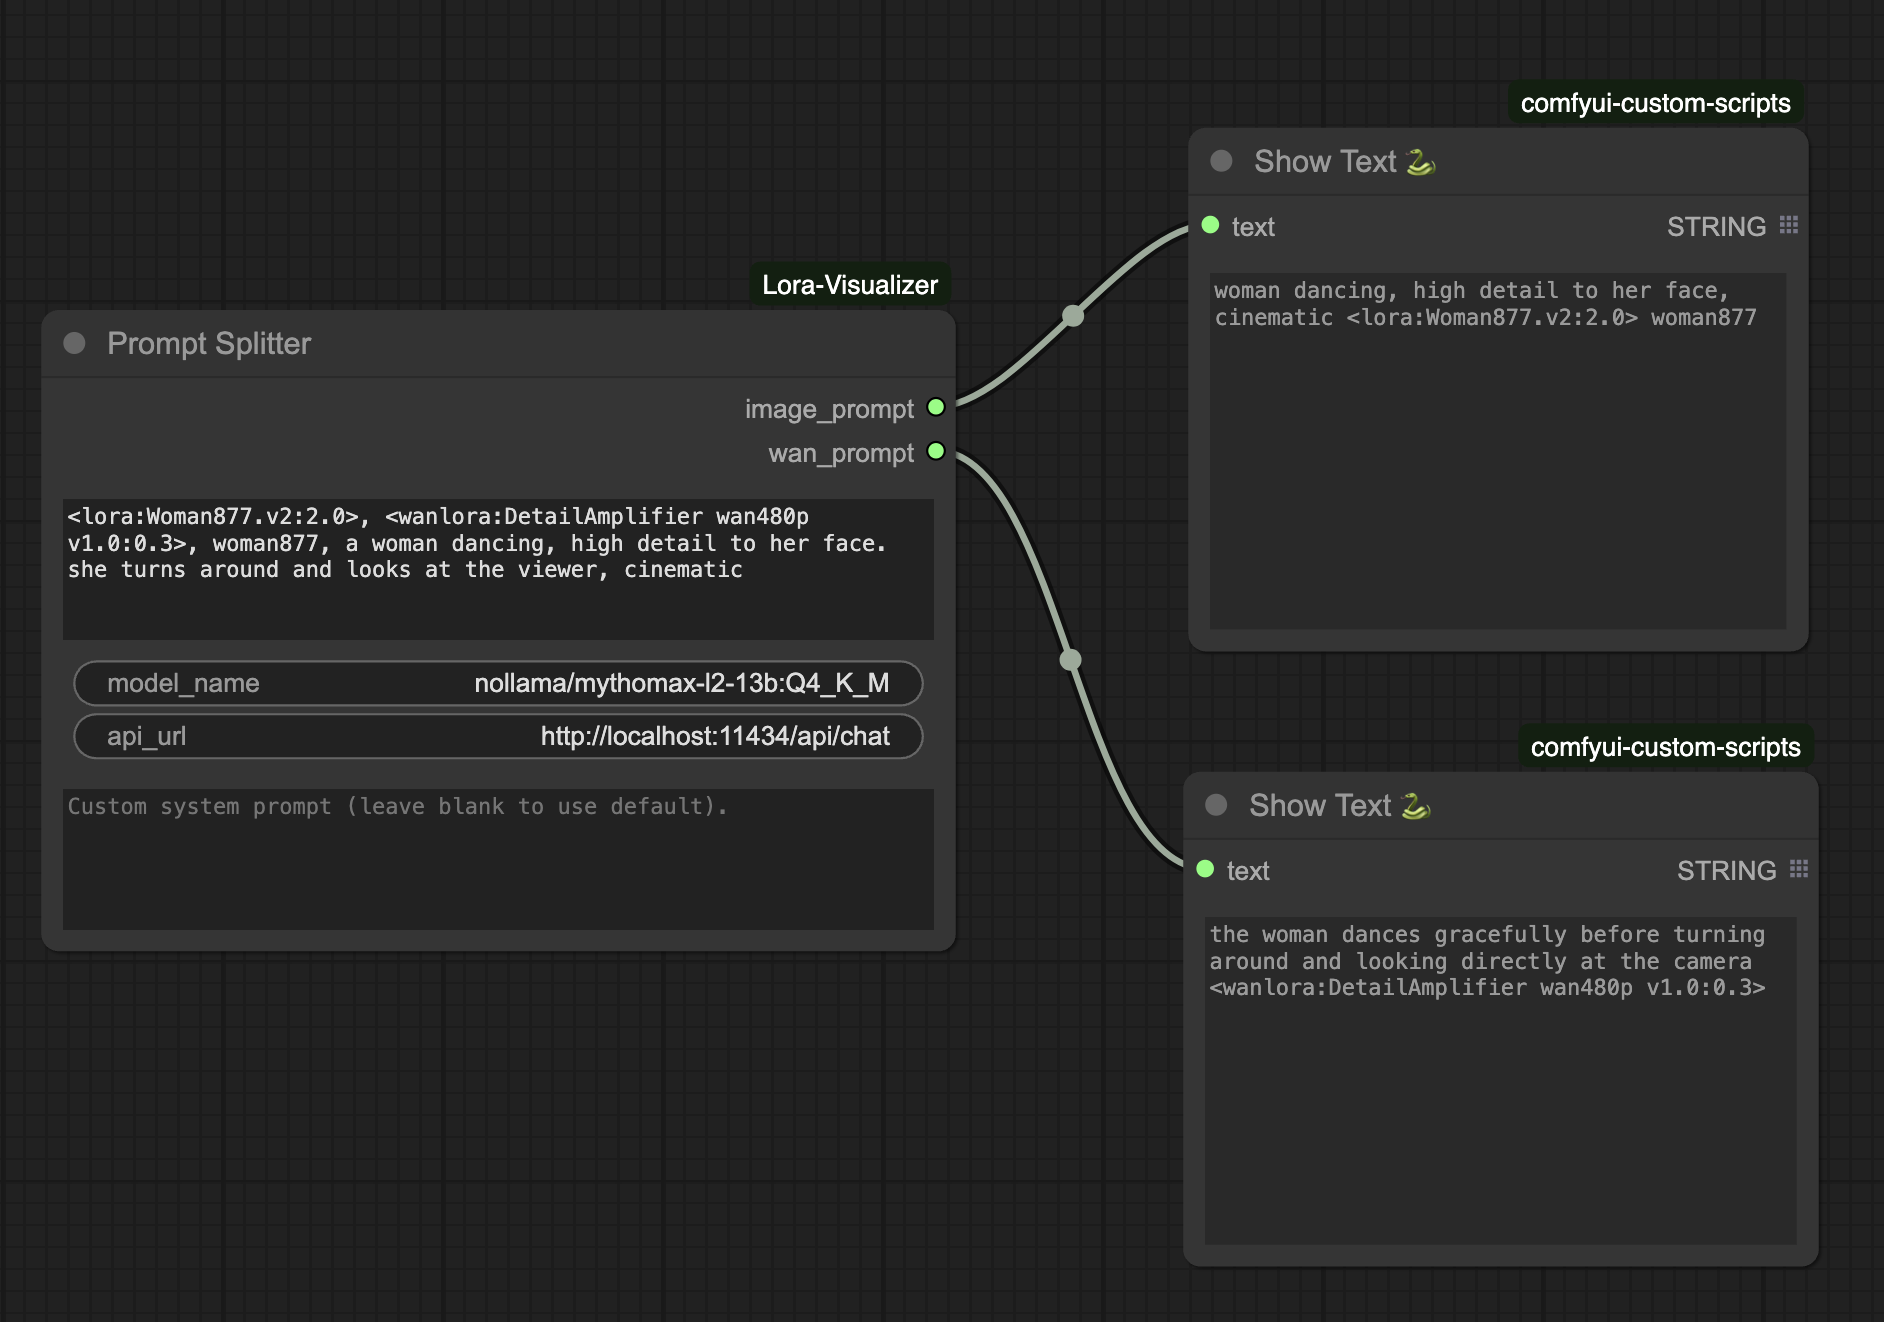 Lora-Visualizer
Prompt Splitter
image_prompt
wan_prompt
<lora:Woman877.v2:2.0>, <wanlora:DetailAmplifier wan480p
v1.0:0.3>, woman877, a woman dancing, high detail to her face.
she turns around and looks at the viewer, cinematic
model_name nollama/mythomax-l2-13b:Q4_K_M
api_url http://localhost:11434/api/chat
Custom system prompt (leave blank to use default).
comfyui-custom-scripts
Show Text 🐍
text STRING
woman dancing, high detail to her face,
cinematic <lora:Woman877.v2:2.0> woman877
comfyui-custom-scripts
Show Text 🐍
text STRING
the woman dances gracefully before turning
around and looking directly at the camera
<wanlora:DetailAmplifier wan480p v1.0:0.3>